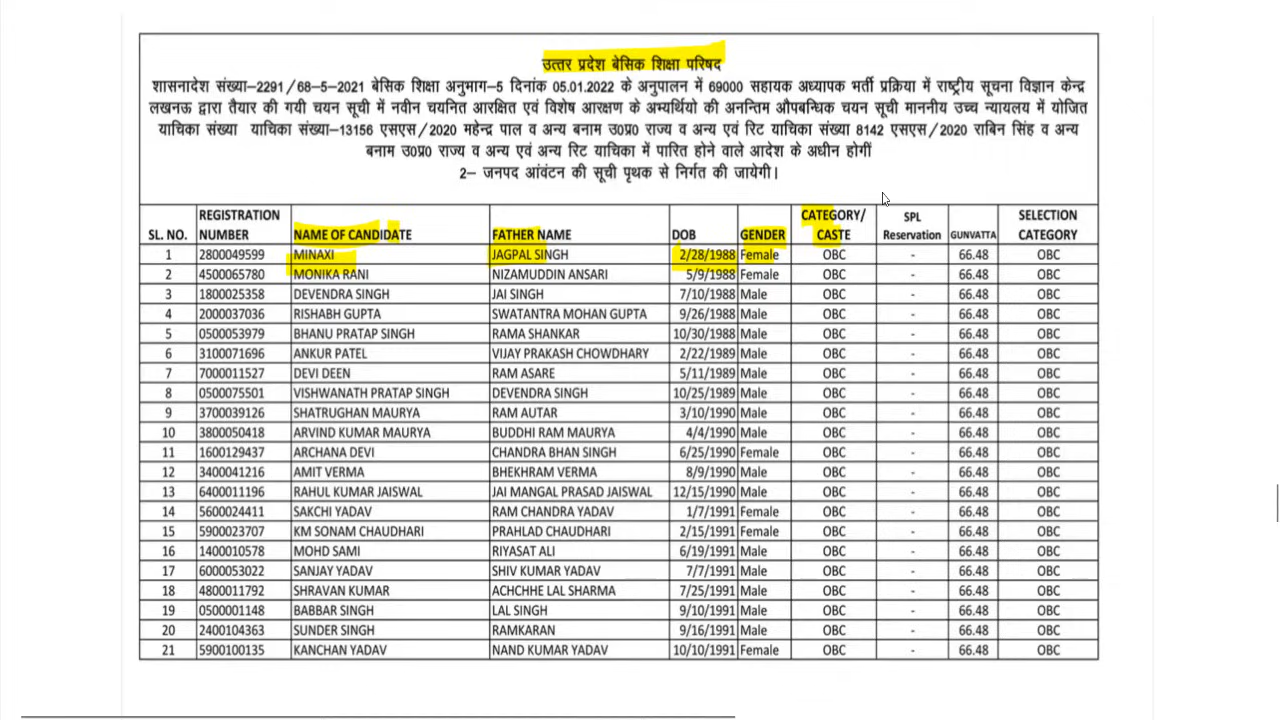 उत्तर प्रदेश बेसिक शिक्षा परिषद
शासनादेश संख्या–2291/68-5-2021 बेसिक शिक्षा अनुभाग-5 दिनांक 05.01.2022 के अनुपालन में 69000 सहायक अध्यापक भर्ती प्रक्रिया में राष्ट्रीय सूचना विज्ञान केन्द्र
लखनऊ द्वारा तैयार की गयी चयन सूची में नवीन चयनित आरक्षित एवं विशेष आरक्षण के अभ्यर्थियो की अनन्तिम औपबन्धिक चयन सूची माननीय उच्च न्यायलय में योजित
याचिका संख्या याचिका संख्या–13156 एसएस/2020 महेन्द्र पाल व अन्य बनाम उ0प्र0 राज्य व अन्य एवं रिट याचिका संख्या 8142 एसएस/2020 राबिन सिंह व अन्य
बनाम उ0प्र0 राज्य व अन्य एवं अन्य रिट याचिका में पारित होने वाले आदेश के अधीन होगीं
2– जनपद आंवंटन की सूची पृथक से निर्गत की जायेगी।
SL. NO. REGISTRATION NUMBER NAME OF CANDIDATE FATHER NAME DOB GENDER CATEGORY/ CASTE SPL Reservation GUNVATTA SELECTION CATEGORY
1 2800049599 MINAXI JAGPAL SINGH 2/28/1988 Female OBC - 66.48 OBC
2 4500065780 MONIKA RANI NIZAMUDDIN ANSARI 5/9/1988 Female OBC - 66.48 OBC
3 1800025358 DEVENDRA SINGH JAI SINGH 7/10/1988 Male OBC - 66.48 OBC
4 2000037036 RISHABH GUPTA SWATANTRA MOHAN GUPTA 9/26/1988 Male OBC - 66.48 OBC
5 0500053979 BHANU PRATAP SINGH RAMA SHANKAR 10/30/1988 Male OBC - 66.48 OBC
6 3100071696 ANKUR PATEL VIJAY PRAKASH CHOWDHARY 2/22/1989 Male OBC - 66.48 OBC
7 7000011527 DEVI DEEN RAM ASARE 5/11/1989 Male OBC - 66.48 OBC
8 0500075501 VISHWANATH PRATAP SINGH DEVENDRA SINGH 10/25/1989 Male OBC - 66.48 OBC
9 3700039126 SHATRUGHAN MAURYA RAM AUTAR 3/10/1990 Male OBC - 66.48 OBC
10 3800050418 ARVIND KUMAR MAURYA BUDDHI RAM MAURYA 4/4/1990 Male OBC - 66.48 OBC
11 1600129437 ARCHANA DEVI CHANDRA BHAN SINGH 6/25/1990 Female OBC - 66.48 OBC
12 3400041216 AMIT VERMA BHEKHRAM VERMA 8/9/1990 Male OBC - 66.48 OBC
13 6400011196 RAHUL KUMAR JAISWAL JAI MANGAL PRASAD JAISWAL 12/15/1990 Male OBC - 66.48 OBC
14 5600024411 SAKCHI YADAV RAM CHANDRA YADAV 1/7/1991 Female OBC - 66.48 OBC
15 5900023707 KM SONAM CHAUDHARI PRAHLAD CHAUDHARI 2/15/1991 Female OBC - 66.48 OBC
16 1400010578 MOHD SAMI RIYASAT ALI 6/19/1991 Male OBC - 66.48 OBC
17 6000053022 SANJAY YADAV SHIV KUMAR YADAV 7/7/1991 Male OBC - 66.48 OBC
18 4800011792 SHRAVAN KUMAR ACHCHHE LAL SHARMA 7/25/1991 Male OBC - 66.48 OBC
19 0500001148 BABBAR SINGH LAL SINGH 9/10/1991 Male OBC - 66.48 OBC
20 2400104363 SUNDER SINGH RAMKARAN 9/16/1991 Male OBC - 66.48 OBC
21 5900100135 KANCHAN YADAV NAND KUMAR YADAV 10/10/1991 Female OBC - 66.48 OBC